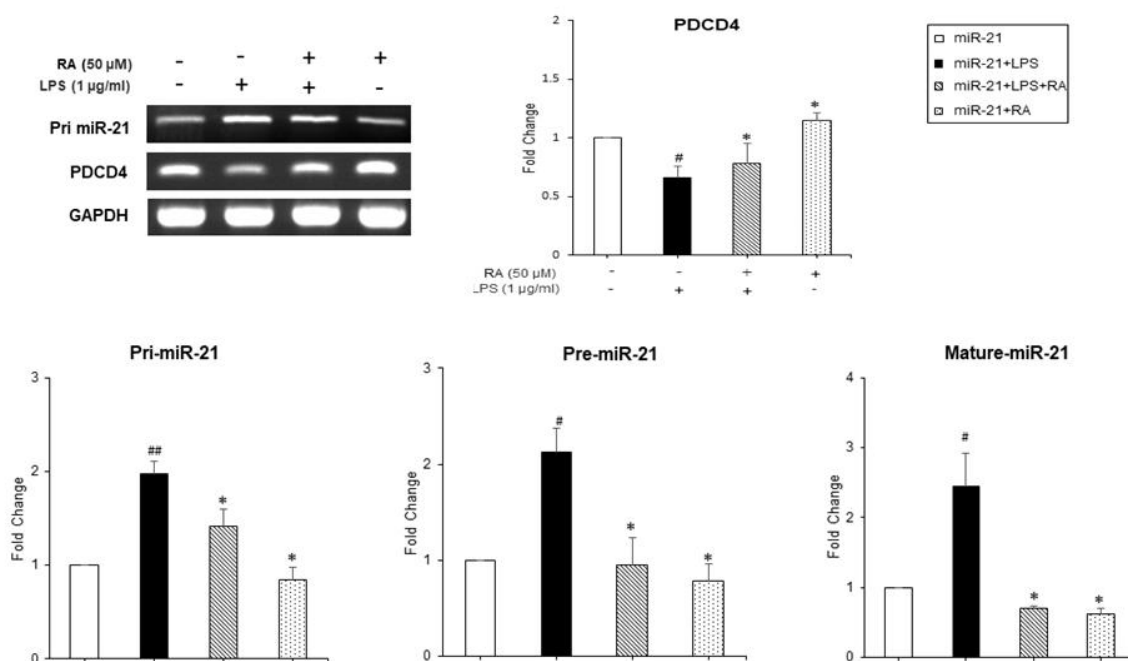 RA (50 µM) - - + +
LPS (1 µg/ml) - + + -
Pri miR-21
PDCD4
GAPDH
PDCD4
Fold Change
2
1.5
1
0.5
0
#
*
*
RA (50 µM) - - + +
LPS (1 µg/ml) - + + -
miR-21
miR-21+LPS
miR-21+LPS+RA
miR-21+RA
Pri-miR-21
Fold Change
3
2
1
0
##
*
*
Pre-miR-21
Fold Change
3
2
1
0
#
*
*
Mature-miR-21
Fold Change
4
3
2
1
0
#
*
*